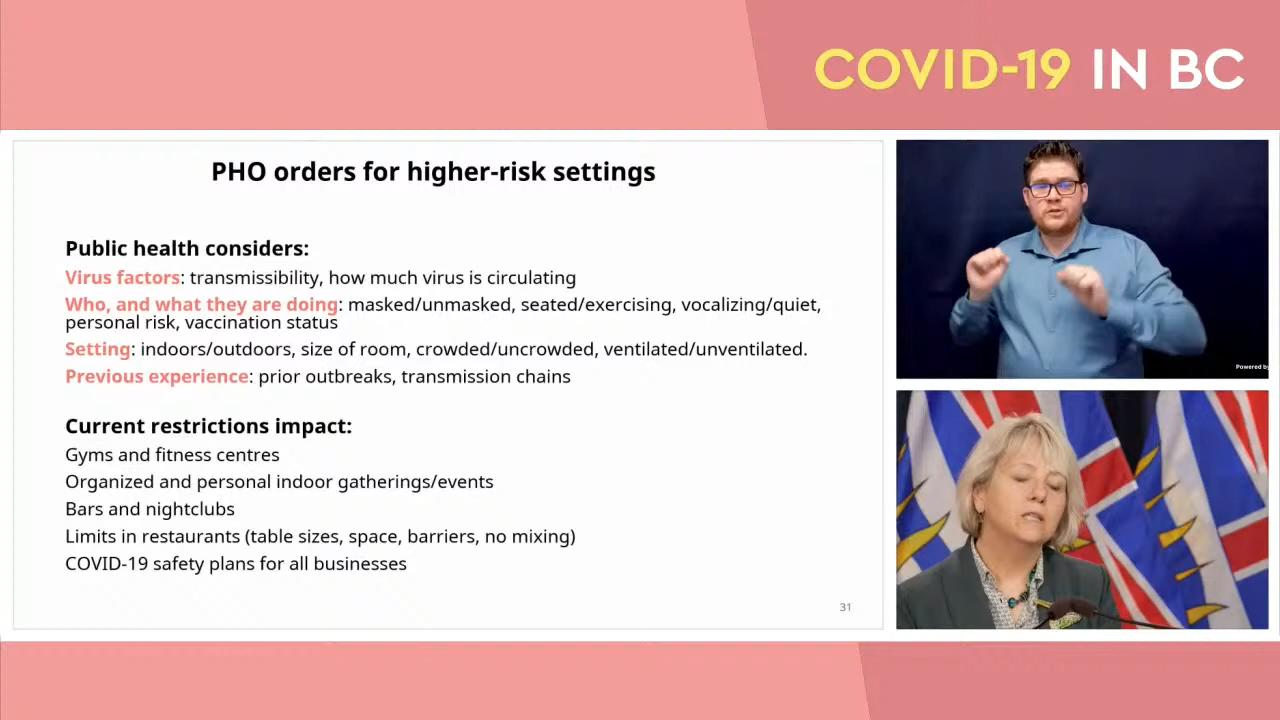 COVID-19 IN BC
PHO orders for higher-risk settings
Public health considers:
Virus factors: transmissibility, how much virus is circulating
Who, and what they are doing: masked/unmasked, seated/exercising, vocalizing/quiet,
personal risk, vaccination status
Setting: indoors/outdoors, size of room, crowded/uncrowded, ventilated/unventilated.
Previous experience: prior outbreaks, transmission chains
Current restrictions impact:
Gyms and fitness centres
Organized and personal indoor gatherings/events
Bars and nightclubs
Limits in restaurants (table sizes, space, barriers, no mixing)
COVID-19 safety plans for all businesses
31
Powered by